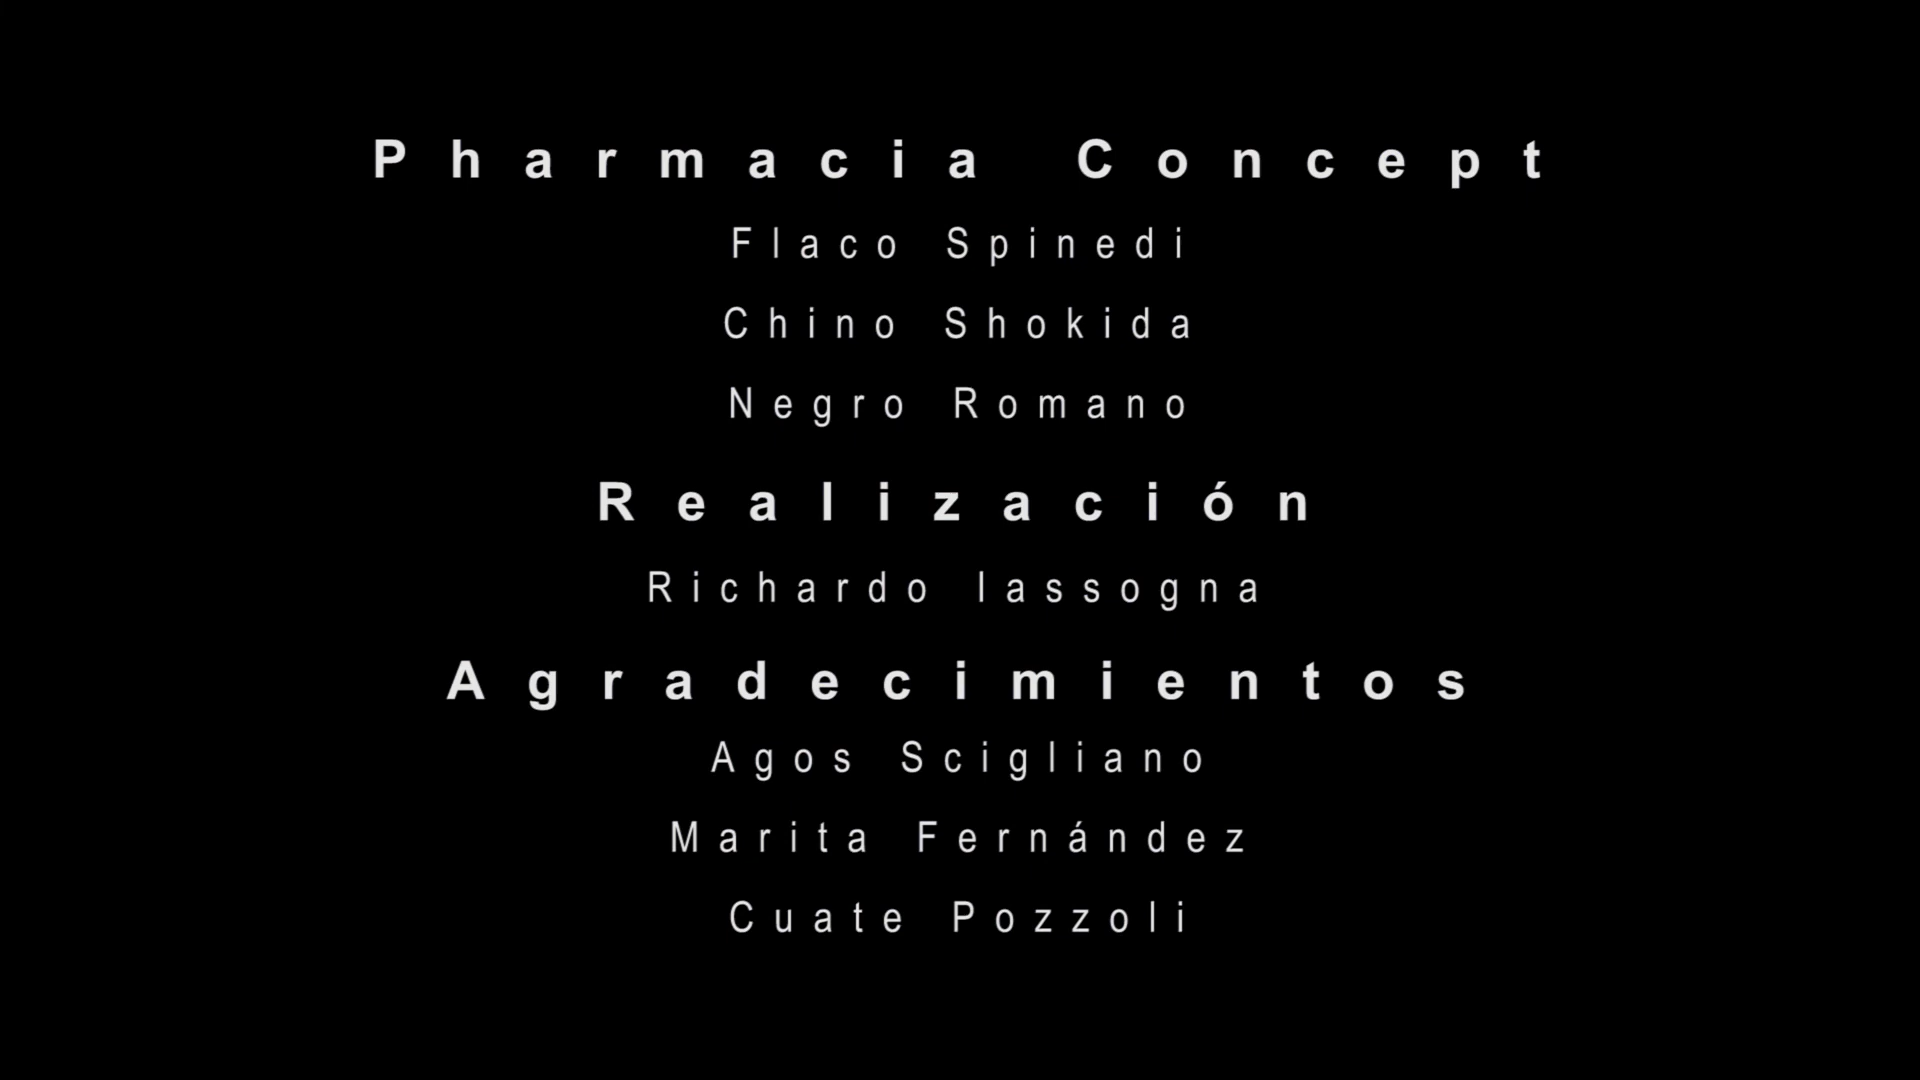 Pharmacia Concept
Flaco Spinedi
Chino Shokida
Negro Romano
Realización
Richardo Iassogna
Agradecimientos
Agos Scigliano
Marita Fernández
Cuate Pozzoli